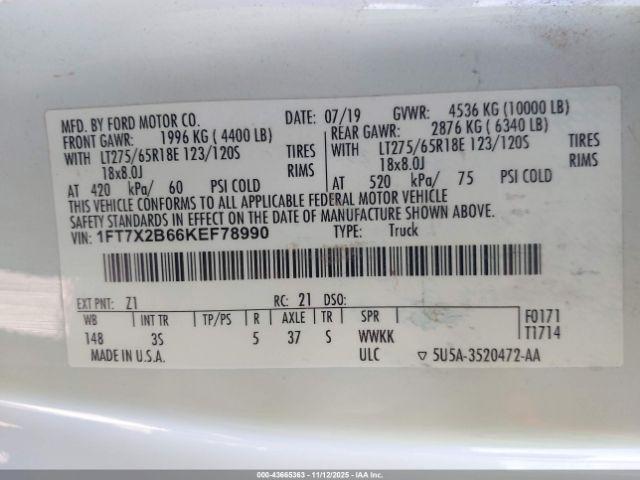 MFD. BY FORD MOTOR CO. DATE: 07/19 GVWR: 4536 KG (10000 LB)
FRONT GAWR: 1996 KG ( 4400 LB) REAR GAWR: 2876 KG ( 6340 LB)
WITH LT275/65R18E 123/120S TIRES WITH LT275/65R18E 123/120S TIRES
18x8.0J RIMS 18x8.0J RIMS
AT 420 kPa/ 60 PSI COLD AT 520 kPa/ 75 PSI COLD
THIS VEHICLE CONFORMS TO ALL APPLICABLE FEDERAL MOTOR VEHICLE
SAFETY STANDARDS IN EFFECT ON THE DATE OF MANUFACTURE SHOWN ABOVE.
VIN: 1FT7X2B66KEF78990 TYPE: Truck
EXT PNT: Z1 RC: 21 DSO:
WB INT TR TP/PS R AXLE TR SPR F0171
148 3S 5 37 S WWKK T1714
MADE IN U.S.A. ULC ▽ 5U5A-3520472-AA
000-43665363 - 11/12/2025 - IAA Inc.